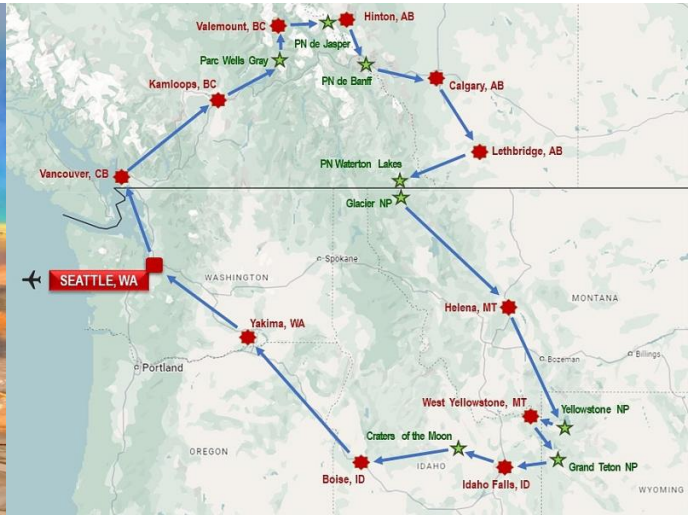 Valemount, BC
Hinton, AB
PN de Jasper
Parc Wells Gray
PN de Banff
Kamloops, BC
Calgary, AB
Lethbridge, AB
PN Waterton Lakes
Vancouver, CB
Glacier NP
Spokane
SEATTLE, WA
WASHINGTON
MONTANA
Helena, MT
Yakima, WA
Bozeman
Billings
Portland
West Yellowstone, MT
Yellowstone NP
Craters of the Moon
OREGON
IDAHO
Grand Teton NP
Boise, ID
Idaho Falls, ID
WYOMING